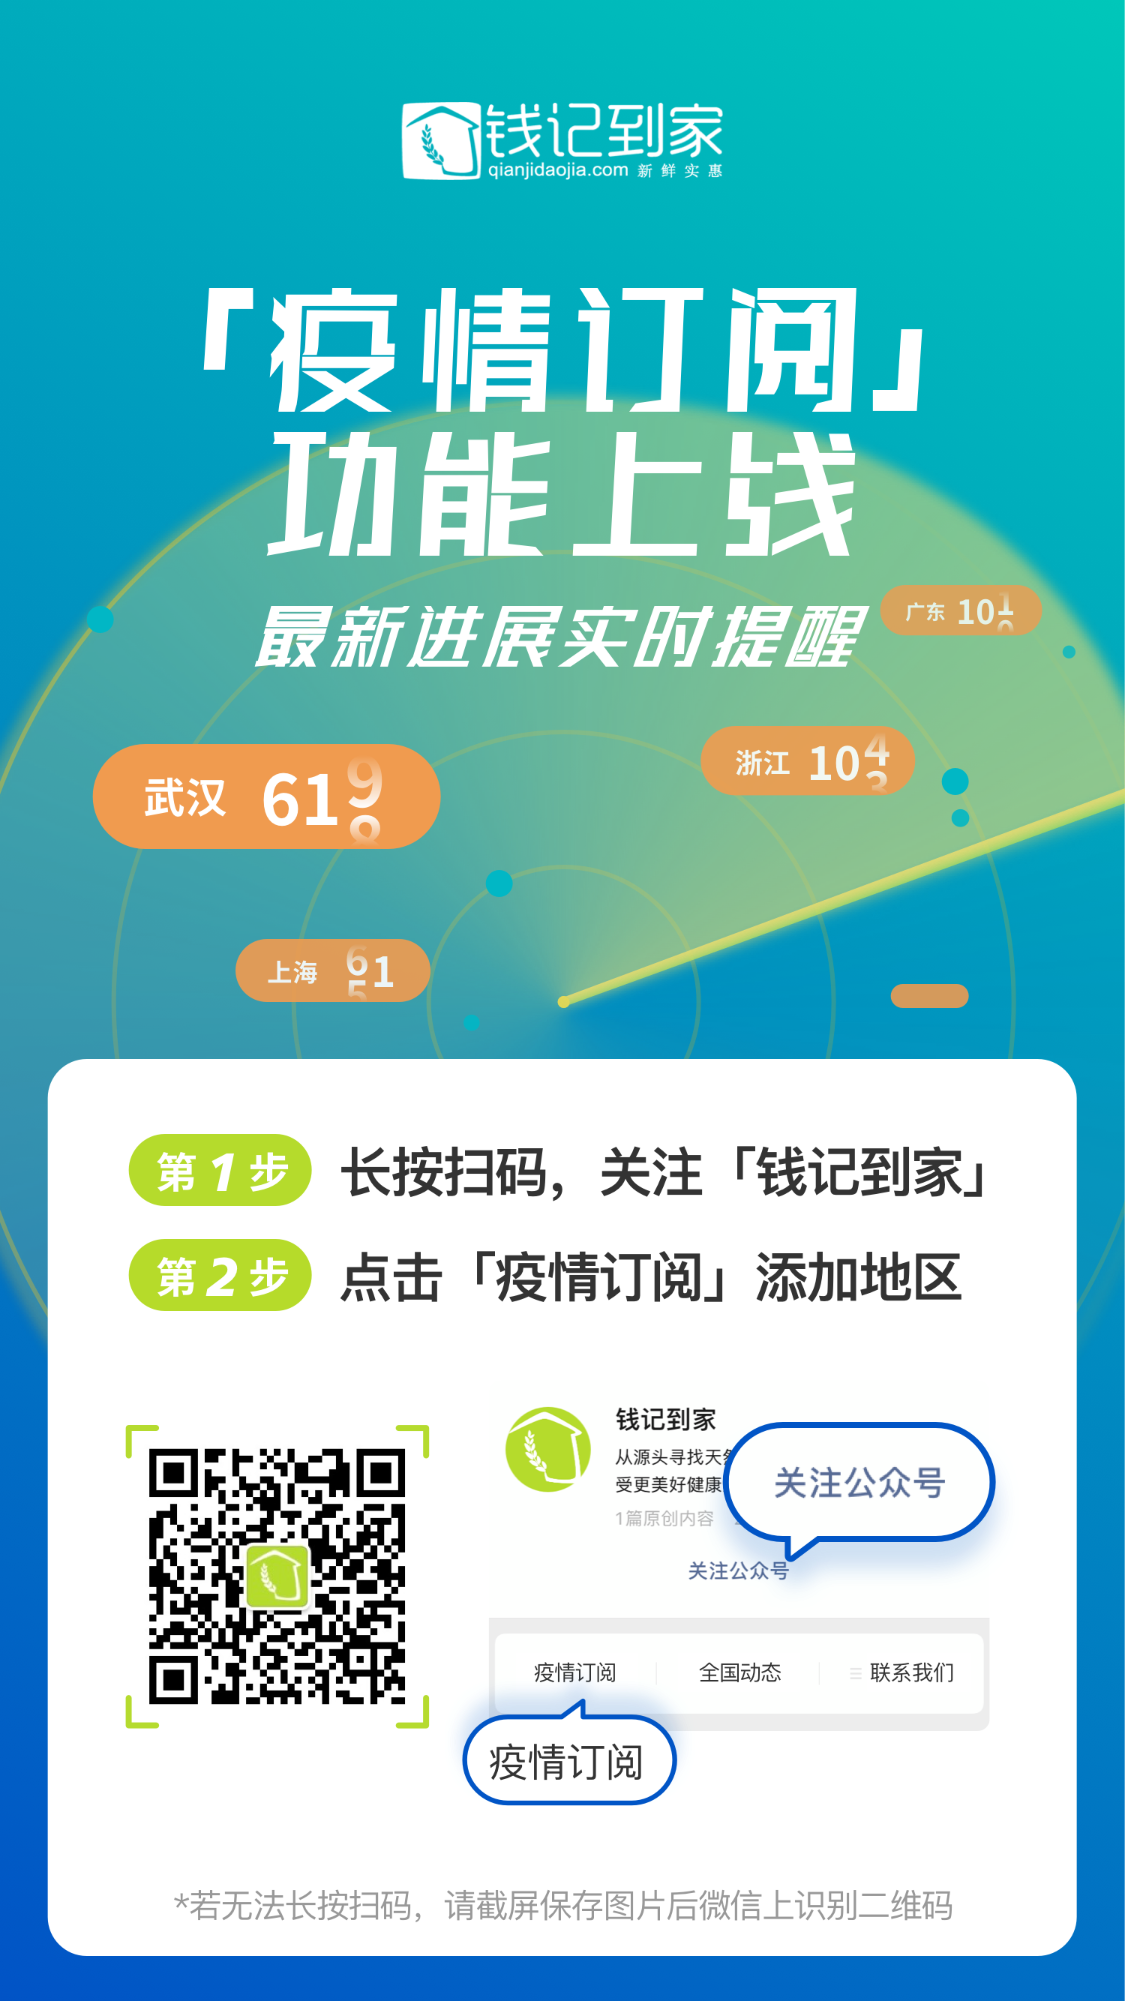 钱记到家
qianjidaojia.com 新鲜实惠
「疫情订阅」
功能上线
最新进展实时提醒
广东 101
浙江 104
武汉 619
上海 61
第1步 长按扫码，关注「钱记到家」
第2步 点击「疫情订阅」添加地区
钱记到家
从源头寻找天然
受更美好健康
1篇原创内容
关注公众号
关注公众号
疫情订阅 全国动态 联系我们
疫情订阅
*若无法长按扫码，请截屏保存图片后微信上识别二维码